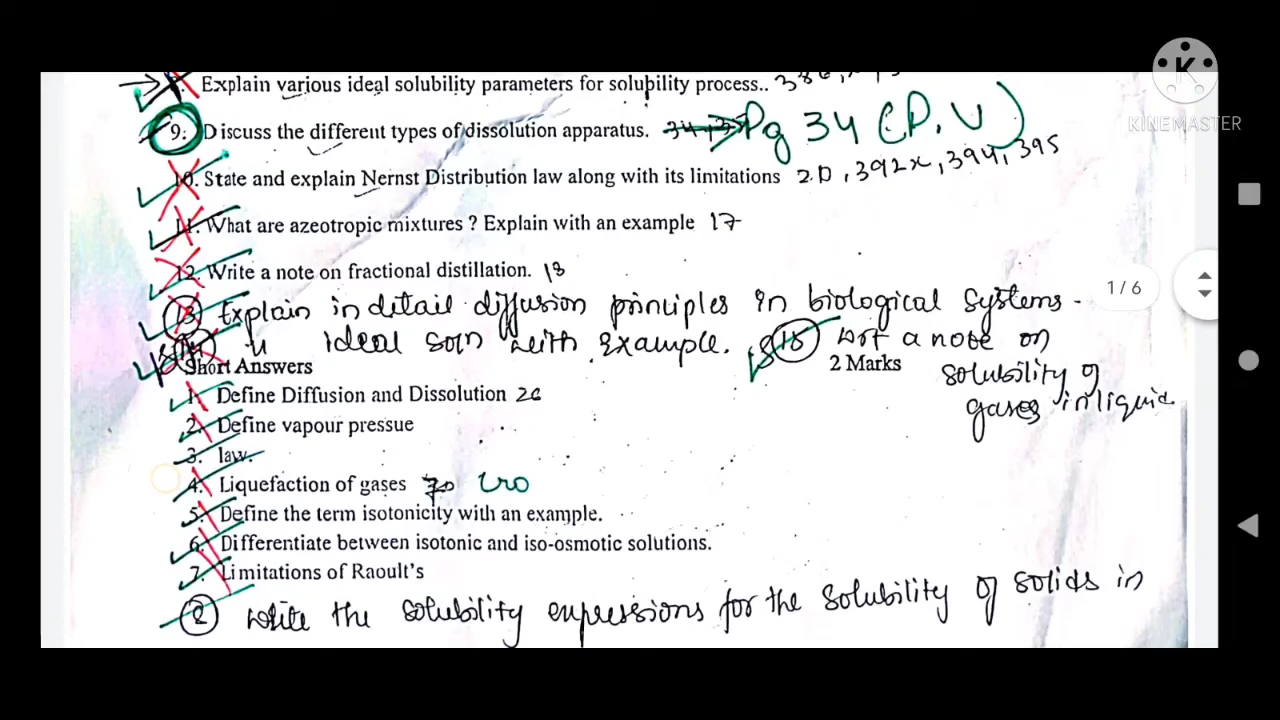 Explain various ideal solubility parameters for solubility process..
9. Discuss the different types of dissolution apparatus. Pg 34 (P.V)
KINEMASTER
10. State and explain Nernst Distribution law along with its limitations 20, 392x, 394, 395
11. What are azeotropic mixtures ? Explain with an example 17
12. Write a note on fractional distillation. 18
13 Explain in detail diffusion principles in biological systems.
1/6
" ideal soln with example. 15 a note on
Short Answers 2 Marks solubility of
gases in liquid
1. Define Diffusion and Dissolution 26
2. Define vapour pressue
3. law.
4. Liquefaction of gases
5. Define the term isotonicity with an example.
6. Differentiate between isotonic and iso-osmotic solutions.
7. Limitations of Raoult's
8 Write the solubility expressions for the solubility of solids in